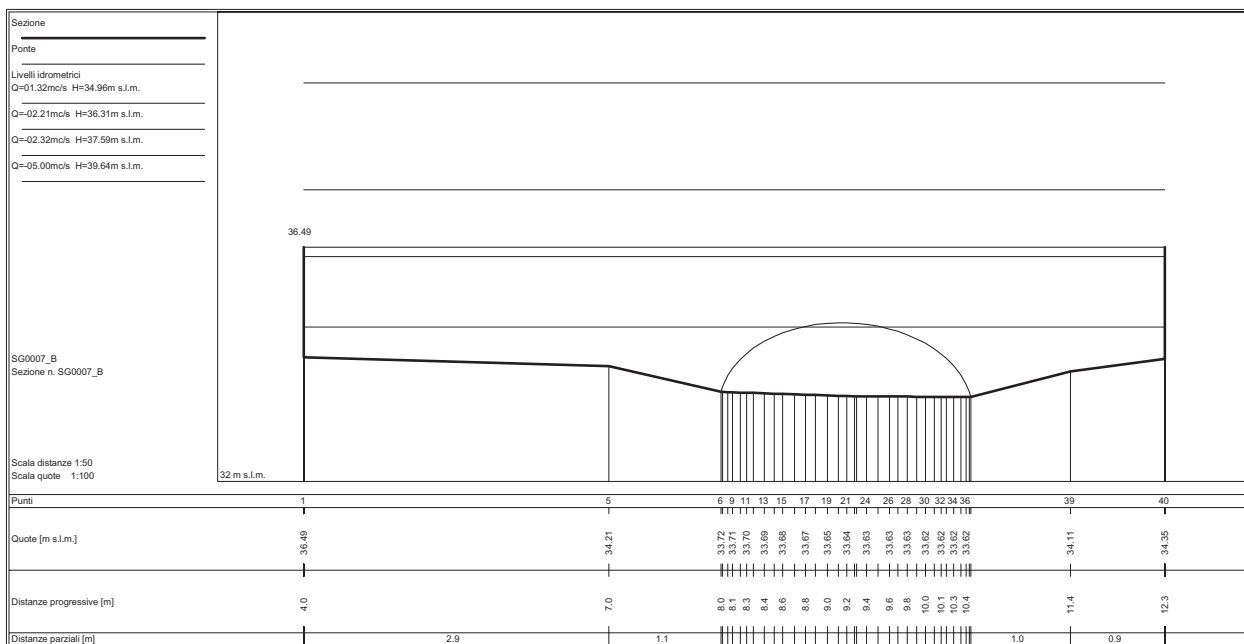 Sezione
Ponte
Livelli idrometrici
Q=01.32mc/s H=34.96m s.l.m.
Q=-02.21mc/s H=36.31m s.l.m.
Q=-02.32mc/s H=37.59m s.l.m.
Q=-05.00mc/s H=39.64m s.l.m.
36.49
SG0007_B
Sezione n. SG0007_B
Scala distanze 1:50
Scala quote 1:100
32 m s.l.m.
Punti 1 5 6 9 11 13 15 17 19 21 24 26 28 30 32 34 36 39 40
Quote [m s.l.m.] 36.49 34.21 33.72 33.71 33.70 33.69 33.68 33.67 33.65 33.64 33.63 33.63 33.63 33.62 33.62 33.62 33.62 34.11 34.35
Distanze progressive [m] 4.0 7.0 8.0 8.1 8.3 8.4 8.6 8.8 9.0 9.2 9.4 9.6 9.8 10.0 10.1 10.3 10.4 11.4 12.3
Distanze parziali [m] 2.9 1.1 1.0 0.9